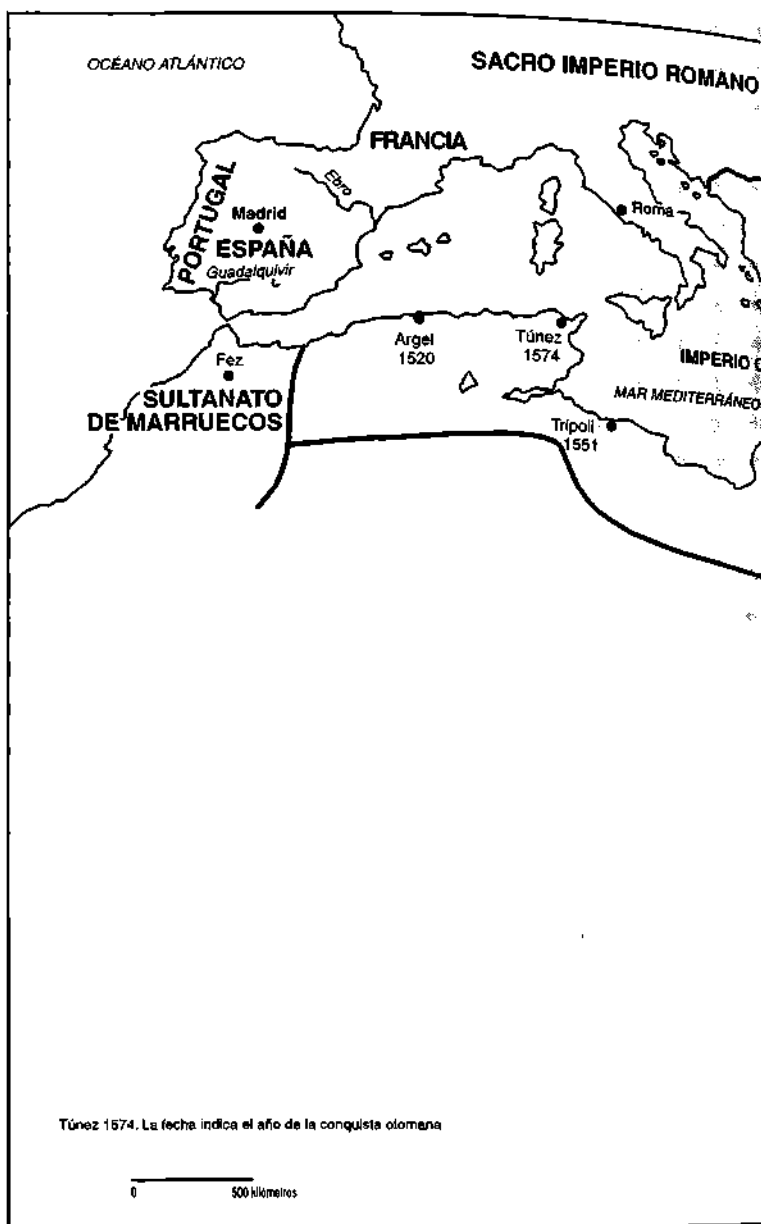 OCÉANO ATLÁNTICO
SACRO IMPERIO ROMANO
FRANCIA
PORTUGAL
Ebro
Madrid
ESPAÑA
Guadalquivir
Roma
Argel
1520
Túnez
1574
IMPERIO
MAR MEDITERRÁNEO
Fez
SULTANATO
DE MARRUECOS
Trípoli
1551
Túnez 1574. La fecha indica el año de la conquista otomana
0 500 kilómetros